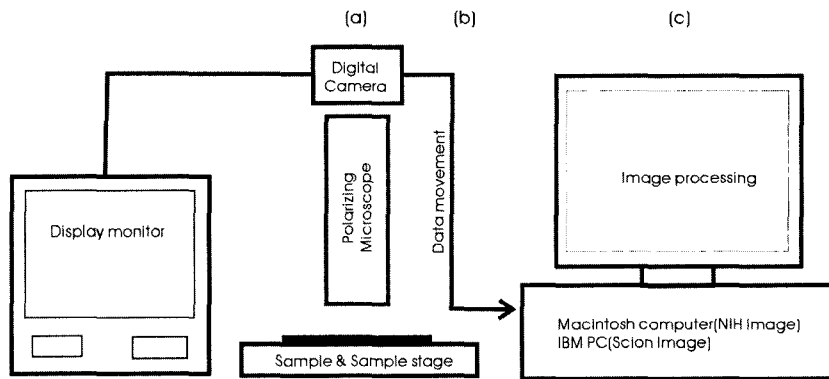 (a)
(b)
(c)
Digital
Camera
Display monitor
Polarizing
Microscope
Data movement
Image processing
Sample & Sample stage
Macintosh computer(NIH Image)
IBM PC(Scion Image)